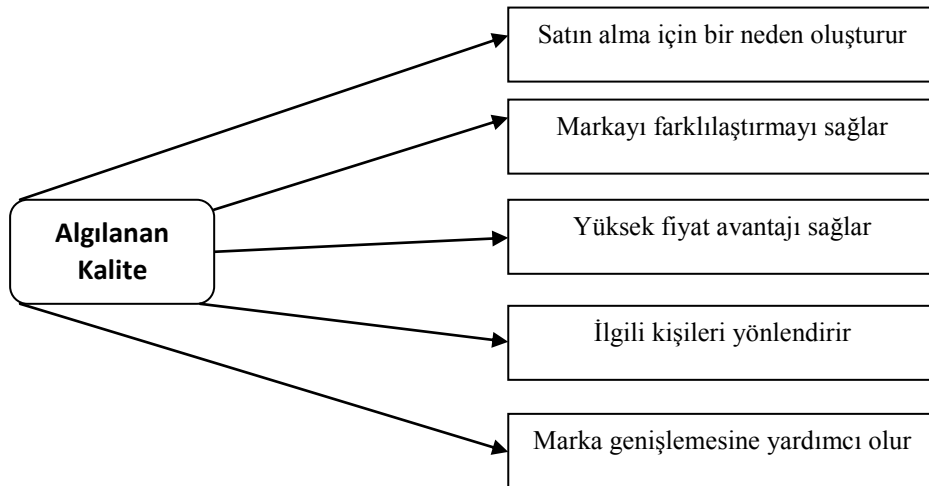 Satın alma için bir neden oluşturur
Markayı farklılaştırmayı sağlar
Algılanan
Kalite
Yüksek fiyat avantajı sağlar
İlgili kişileri yönlendirir
Marka genişlemesine yardımcı olur